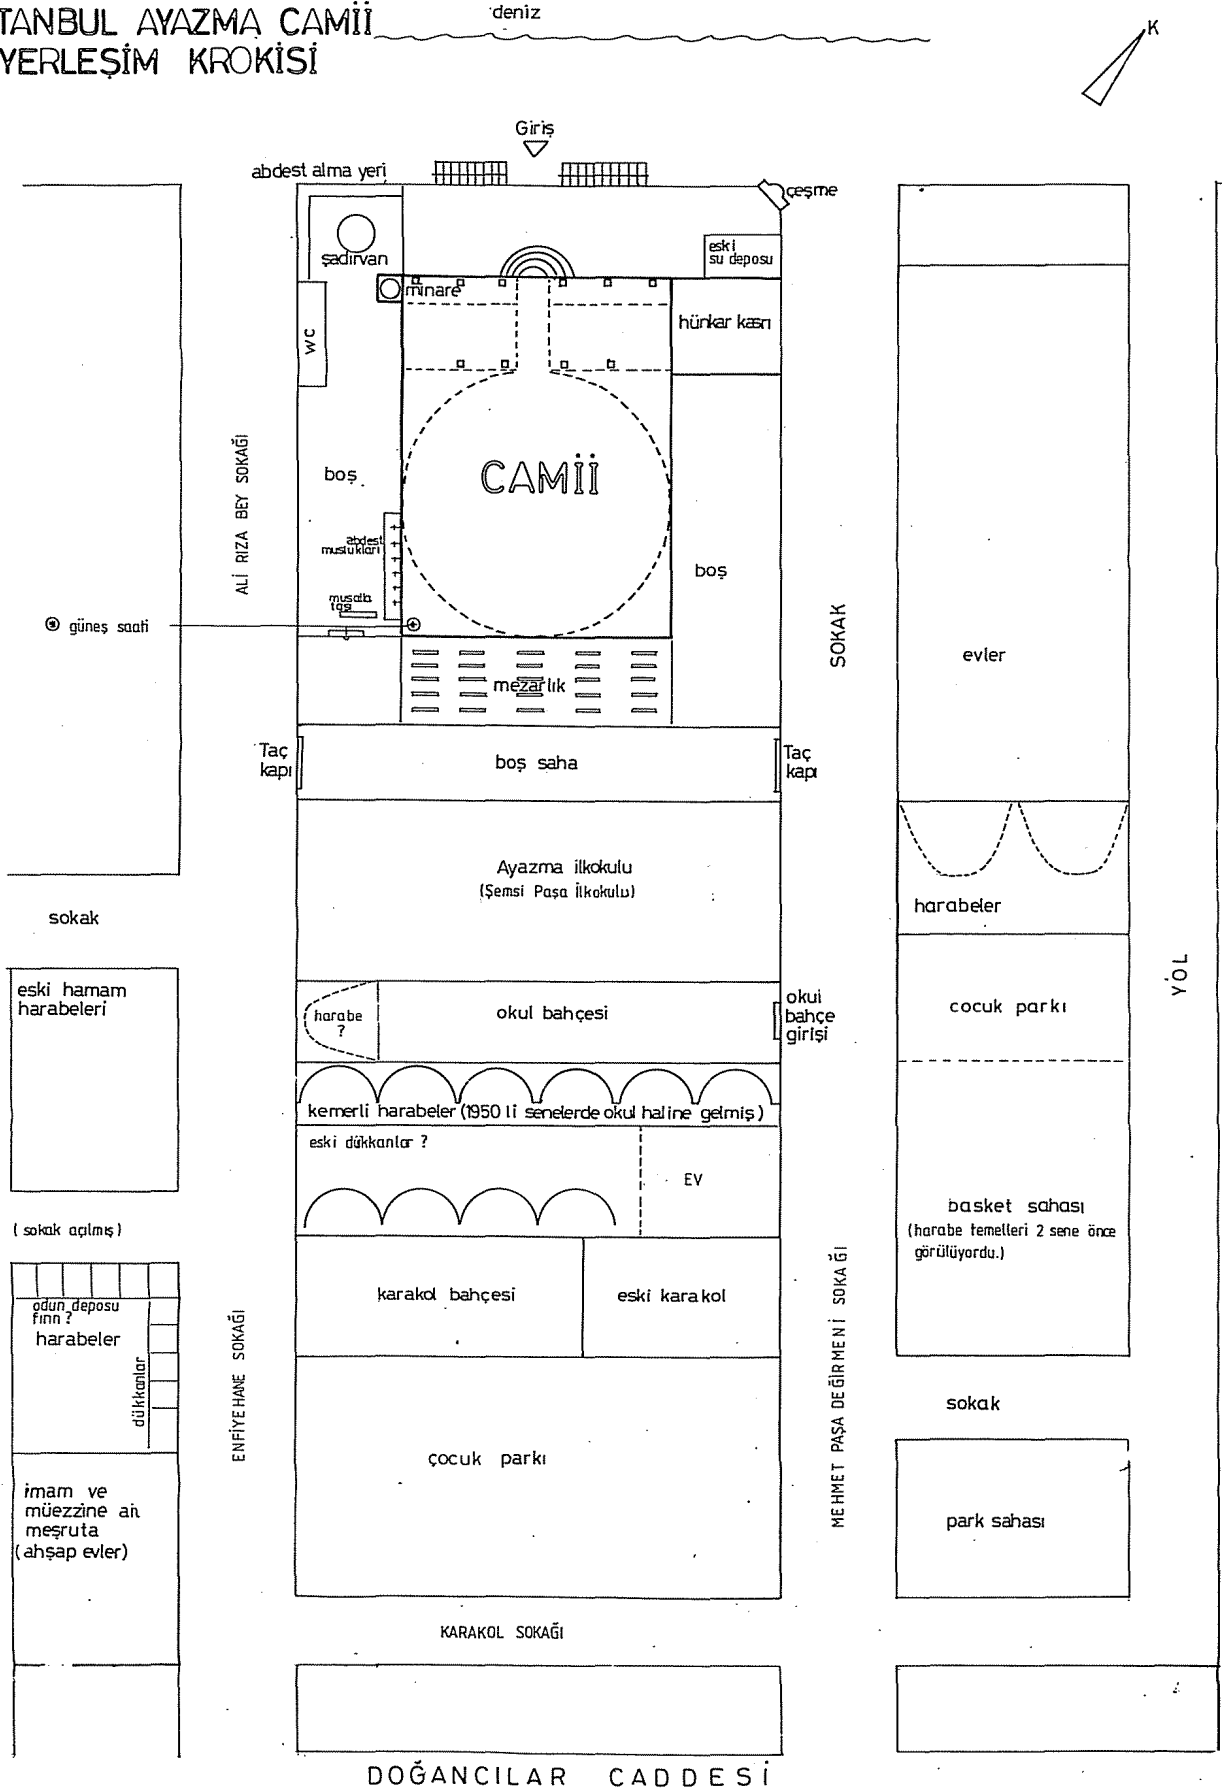 TANBUL AYAZMA CAMİİ
YERLEŞİM KROKİSİ
deniz
K
Giriş
abdest alma yeri
çeşme
şadırvan
eski
su deposu
minare
hünkar kasrı
WC
CAMİİ
ALİ RIZA BEY SOKAĞI
boş
abdest
muslukları
boş
musalla
taşı
güneş saati
SOKAK
evler
mezarlık
Taç
kapı
boş saha
Taç
kapı
Ayazma ilkokulu
(Şemsi Paşa İlkokulu)
harabeler
sokak
YOL
eski hamam
harabeleri
harabe
?
okul bahçesi
okul
bahçe
girişi
cocuk parkı
kemerli harabeler (1950 li senelerde okul haline gelmiş)
eski dükkanlar ?
EV
basket sahası
(harabe temelleri 2 sene önce
görülüyordu.)
(sokak açılmış)
odun deposu
fırın ?
harabeler
dükkanlar
ENFİYEHANE SOKAĞI
karakol bahçesi
eski karakol
MEHMET PAŞA DEĞİRMENİ SOKAĞI
sokak
çocuk parkı
imam ve
müezzine ait
meşruta
(ahşap evler)
park sahası
KARAKOL SOKAĞI
DOĞANCILAR CADDESİ